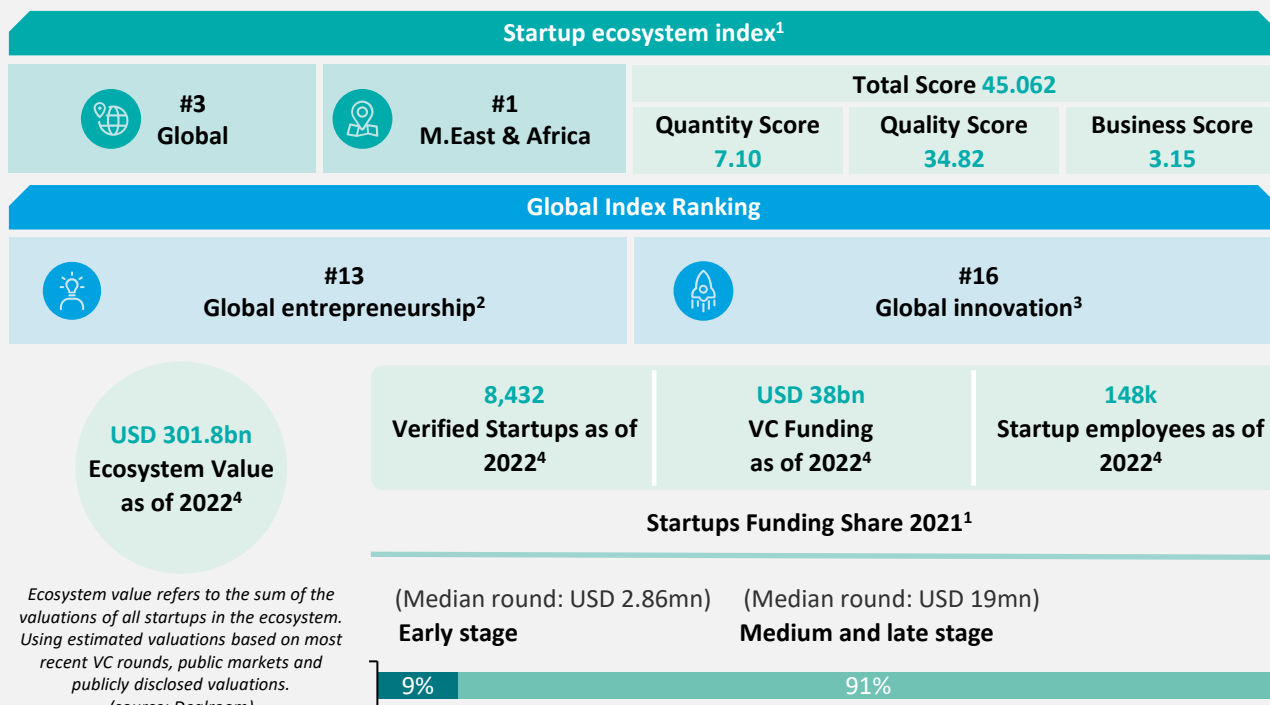 Startup ecosystem index¹
#3
Global
#1
M.East & Africa
Total Score 45.062
Quantity Score
7.10
Quality Score
34.82
Business Score
3.15
Global Index Ranking
#13
Global entrepreneurship²
#16
Global innovation³
USD 301.8bn
Ecosystem Value
as of 2022⁴
8,432
Verified Startups as of
2022⁴
USD 38bn
VC Funding
as of 2022⁴
148k
Startup employees as of
2022⁴
Startups Funding Share 2021¹
Ecosystem value refers to the sum of the
valuations of all startups in the ecosystem.
Using estimated valuations based on most
recent VC rounds, public markets and
publicly disclosed valuations.
(source: Dealroom)
(Median round: USD 2.86mn)
Early stage
(Median round: USD 19mn)
Medium and late stage
9%
91%